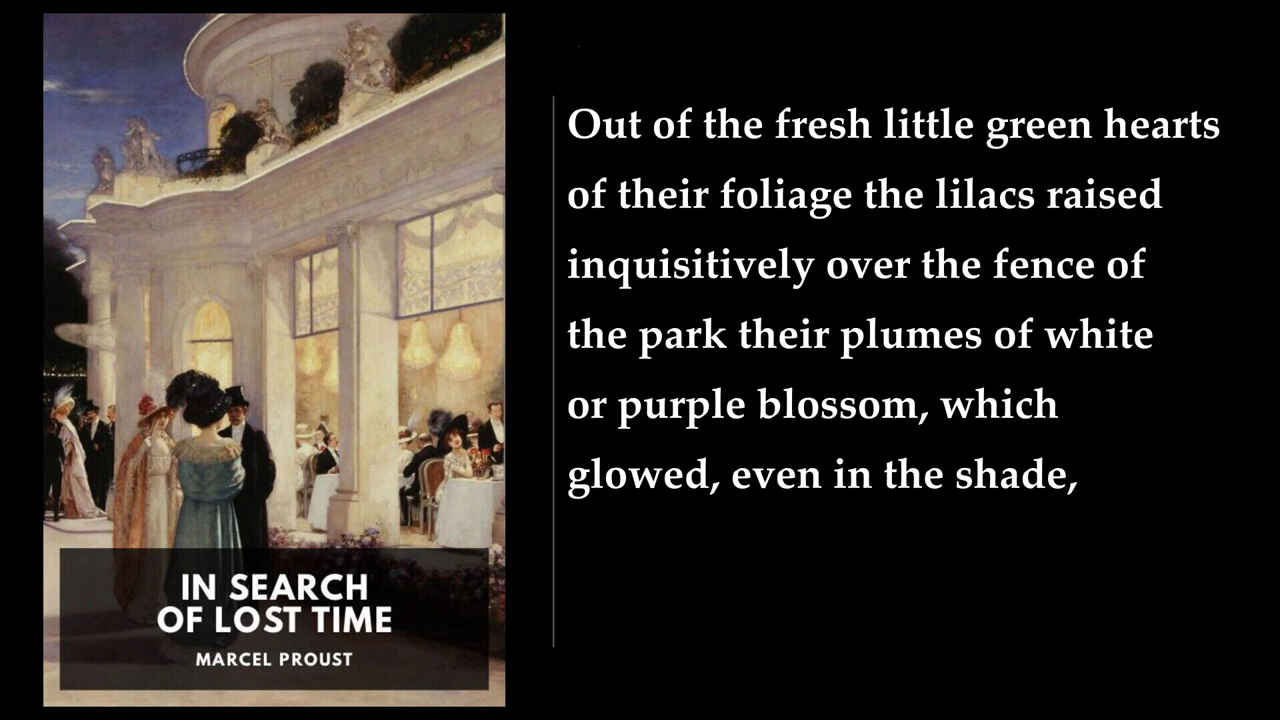 Out of the fresh little green hearts
of their foliage the lilacs raised
inquisitively over the fence of
the park their plumes of white
or purple blossom, which
glowed, even in the shade,
IN SEARCH
OF LOST TIME
MARCEL PROUST